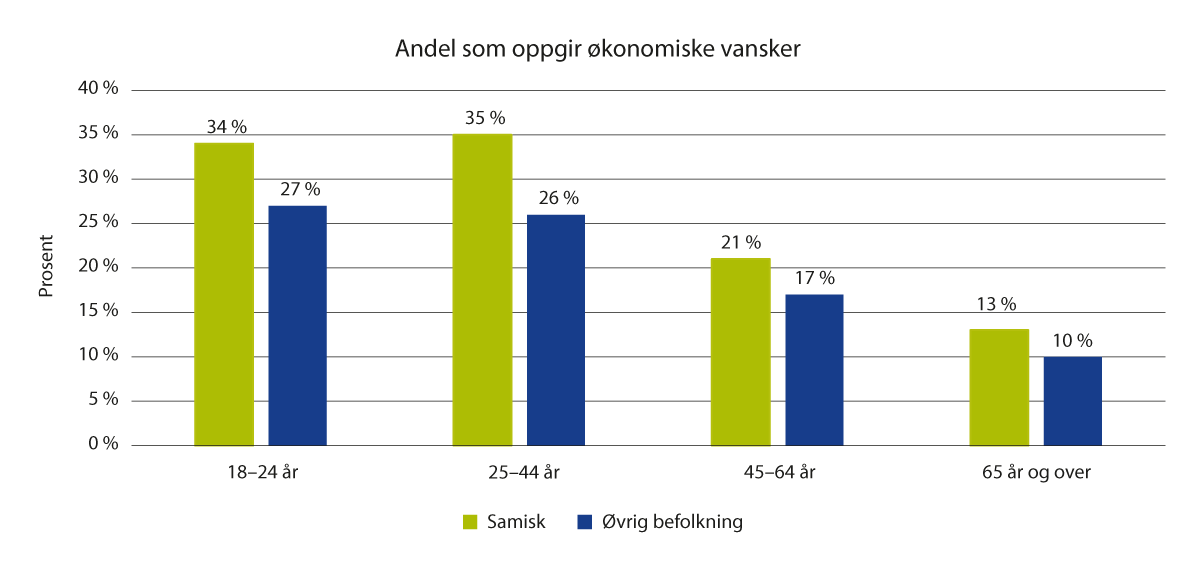 Andel som oppgir økonomiske vansker
Prosent
40 %
35 %
30 %
25 %
20 %
15 %
10 %
5 %
0 %
34 %
27 %
35 %
26 %
21 %
17 %
13 %
10 %
18–24 år
25–44 år
45–64 år
65 år og over
Samisk
Øvrig befolkning